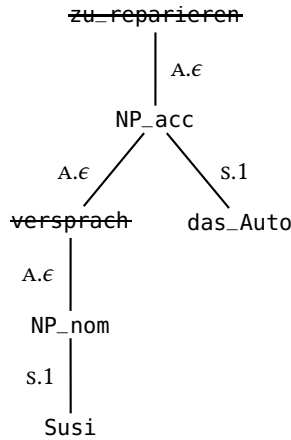 zu_reparieren
A.ϵ
NP_acc
A.ϵ S.1
versprach das_Auto
A.ϵ
NP_nom
S.1
Susi